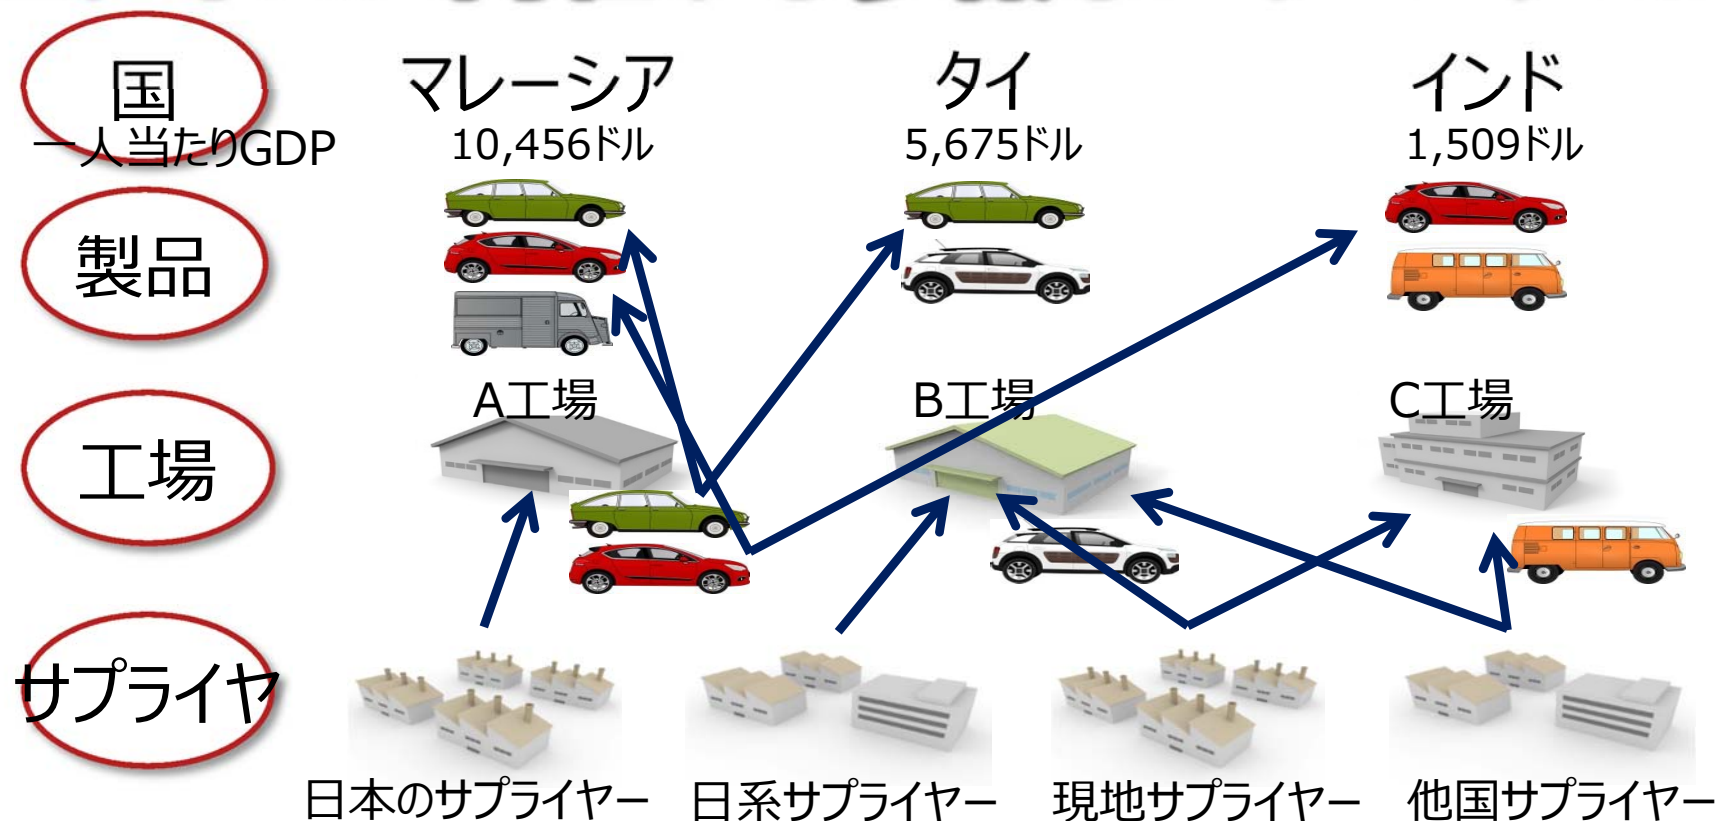 国
一人当たりGDP
マレーシア
10,456ドル
タイ
5,675ドル
インド
1,509ドル
製品
工場
A工場
B工場
C工場
サプライヤ
日本のサプライヤー
日系サプライヤー
現地サプライヤー
他国サプライヤー